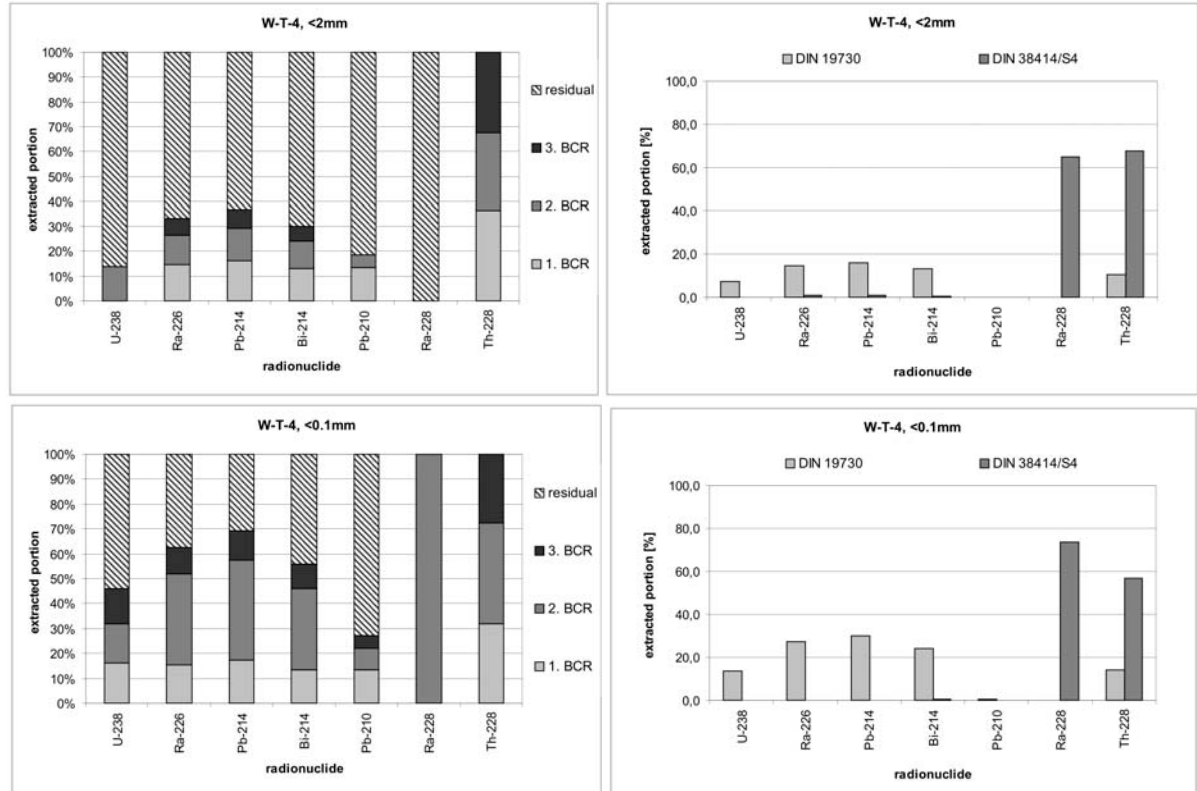 W-T-4, <2mm
100%
90%
80%
70%
60%
50%
40%
30%
20%
10%
0%
extracted portion
U-238
Ra-226
Pb-214
Bi-214
Pb-210
Ra-228
Th-228
radionuclide
residual
3. BCR
2. BCR
1. BCR
W-T-4, <2mm
DIN 19730 DIN 38414/S4
100,0
80,0
60,0
40,0
20,0
0,0
extracted portion [%]
U-238
Ra-226
Pb-214
Bi-214
Pb-210
Ra-228
Th-228
radionuclide
W-T-4, <0.1mm
100%
90%
80%
70%
60%
50%
40%
30%
20%
10%
0%
extracted portion
U-238
Ra-226
Pb-214
Bi-214
Pb-210
Ra-228
Th-228
radionuclide
residual
3. BCR
2. BCR
1. BCR
W-T-4, <0.1mm
DIN 19730 DIN 38414/S4
100,0
80,0
60,0
40,0
20,0
0,0
extracted portion [%]
U-238
Ra-226
Pb-214
Bi-214
Pb-210
Ra-228
Th-228
radionuclide